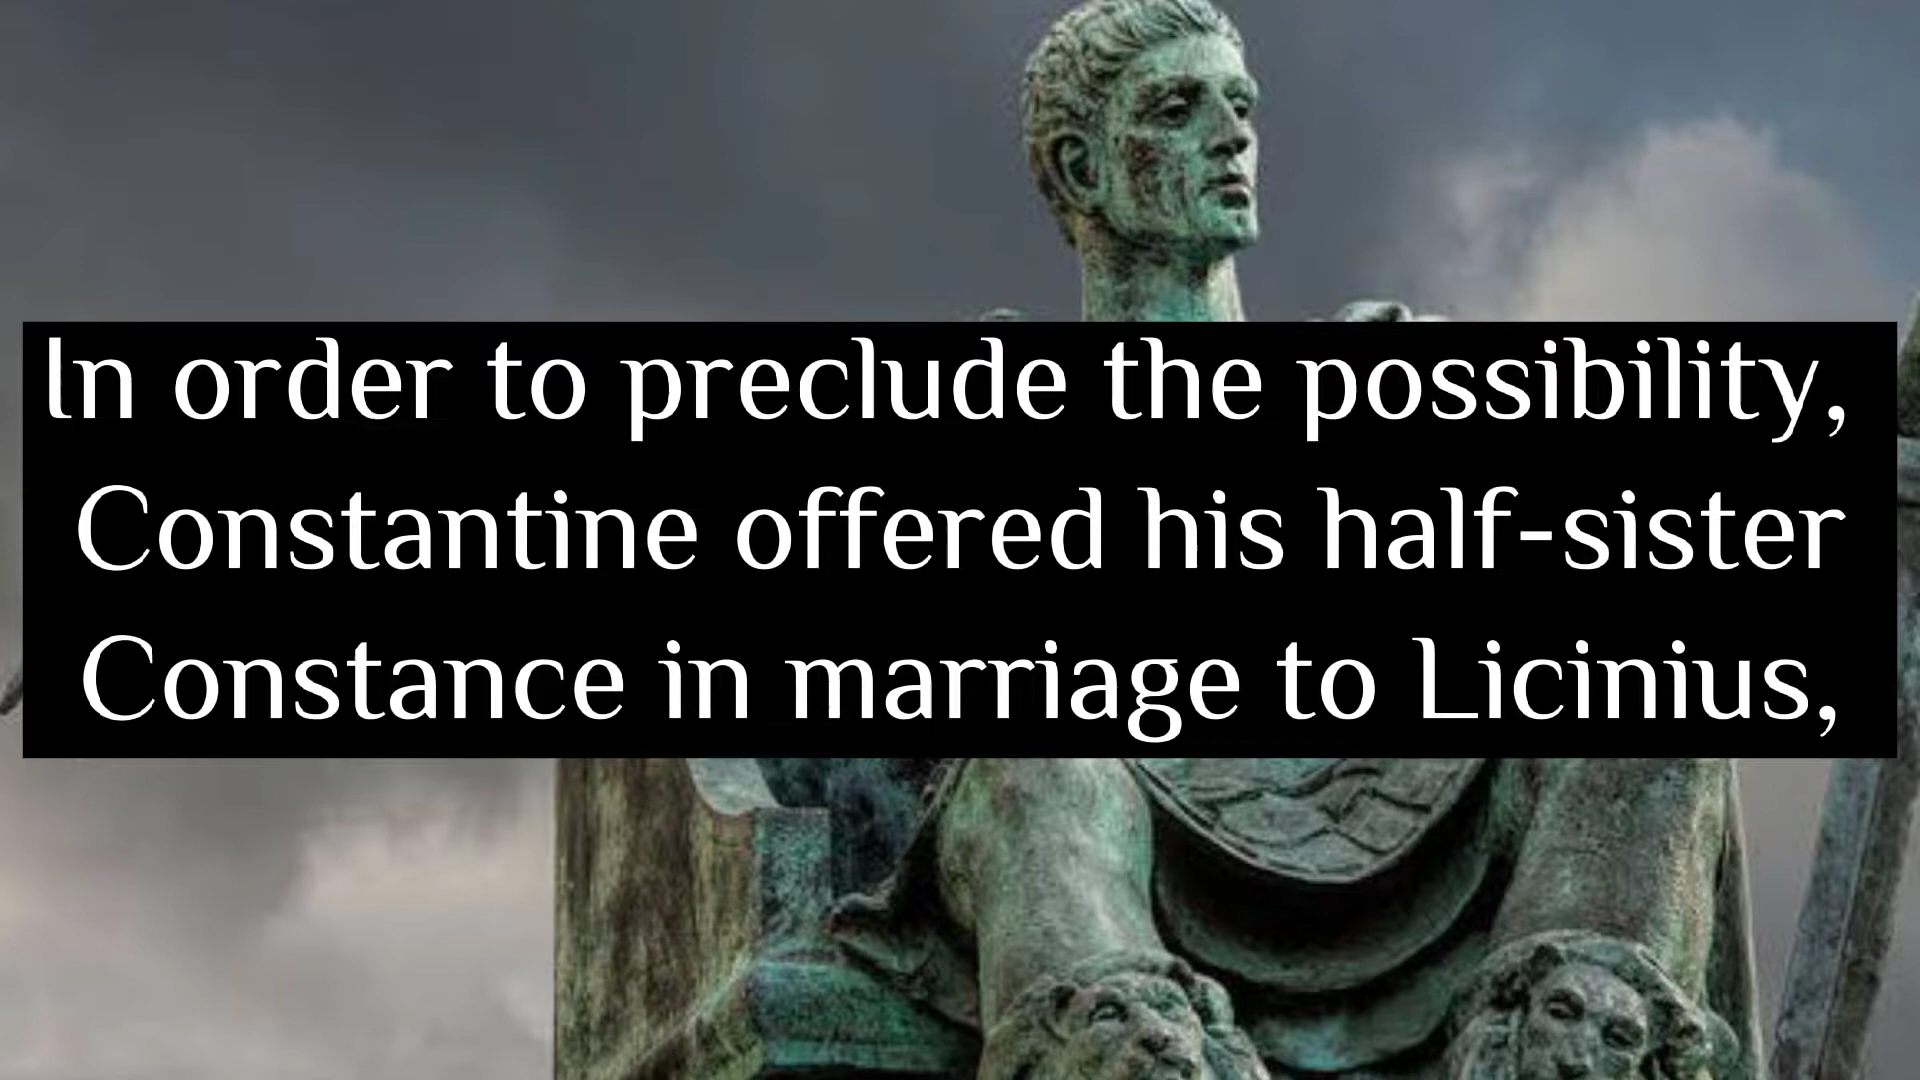 In order to preclude the possibility,
Constantine offered his half-sister
Constance in marriage to Licinius,